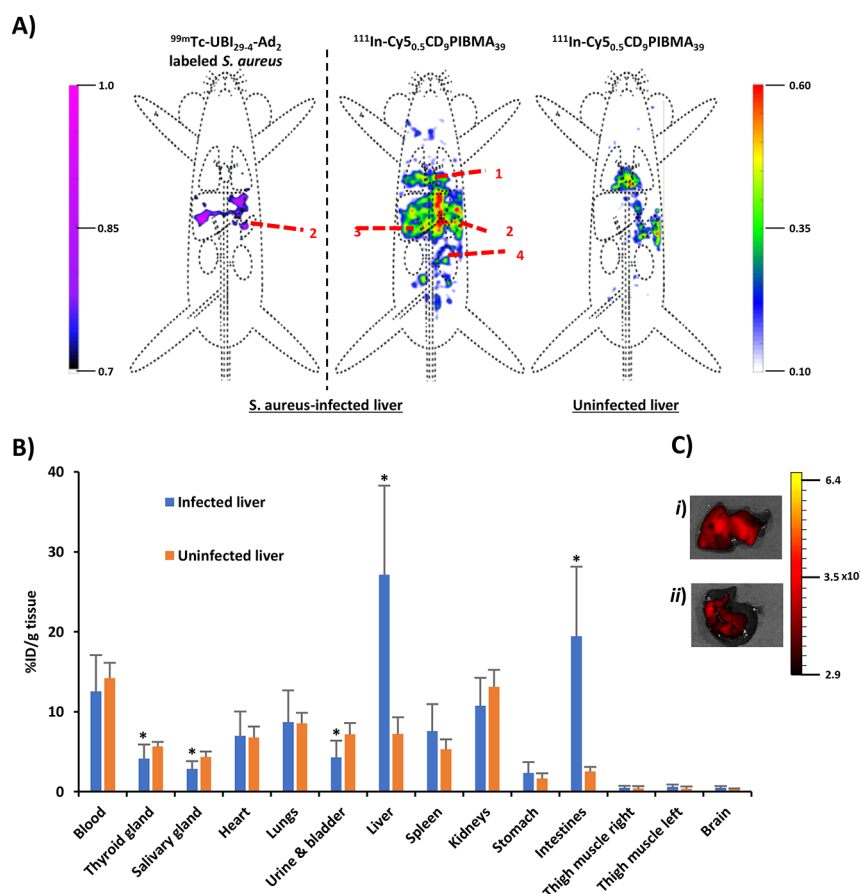 A)
99mTc-UBI29-4-Ad2
labeled S. aureus
111In-Cy50.5CD9PIBMA39
111In-Cy50.5CD9PIBMA39
1.0
0.85
0.7
2
1
3
2
4
0.60
0.35
0.10
S. aureus-infected liver
Uninfected liver
B)
%ID/g tissue
40
30
20
10
0
Infected liver
Uninfected liver
*
*
*
*
*
Blood
Thyroid gland
Salivary gland
Heart
Lungs
Urine & bladder
Liver
Spleen
Kidneys
Stomach
Intestines
Thigh muscle right
Thigh muscle left
Brain
C)
i)
ii)
6.4
3.5 x10
2.9